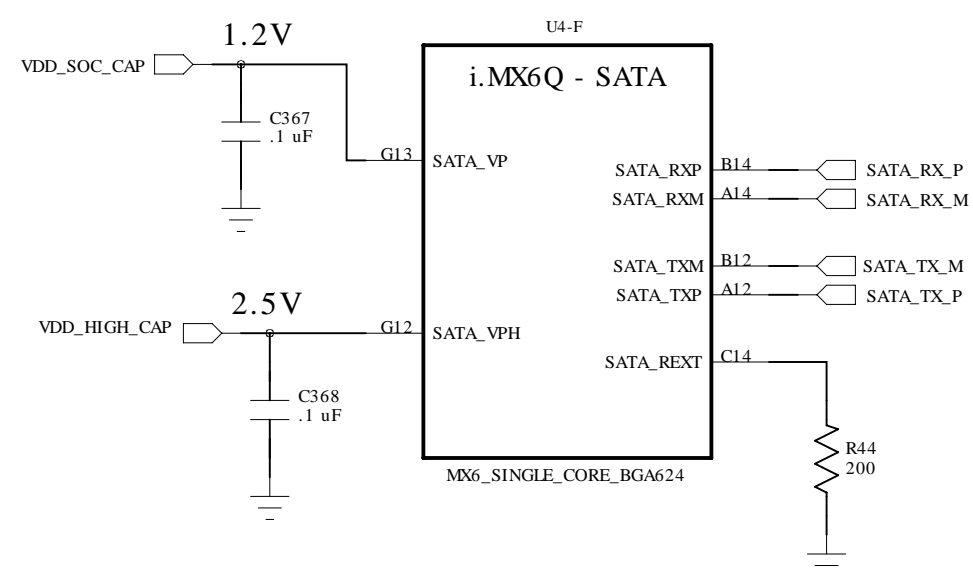 U4-F
1.2V
VDD_SOC_CAP
i.MX6Q - SATA
C367
.1 uF
G13 SATA_VP
SATA_RXP B14 SATA_RX_P
SATA_RXM A14 SATA_RX_M
SATA_TXM B12 SATA_TX_M
SATA_TXP A12 SATA_TX_P
2.5V
VDD_HIGH_CAP
G12 SATA_VPH
SATA_REXT C14
C368
.1 uF
R44
200
MX6_SINGLE_CORE_BGA624